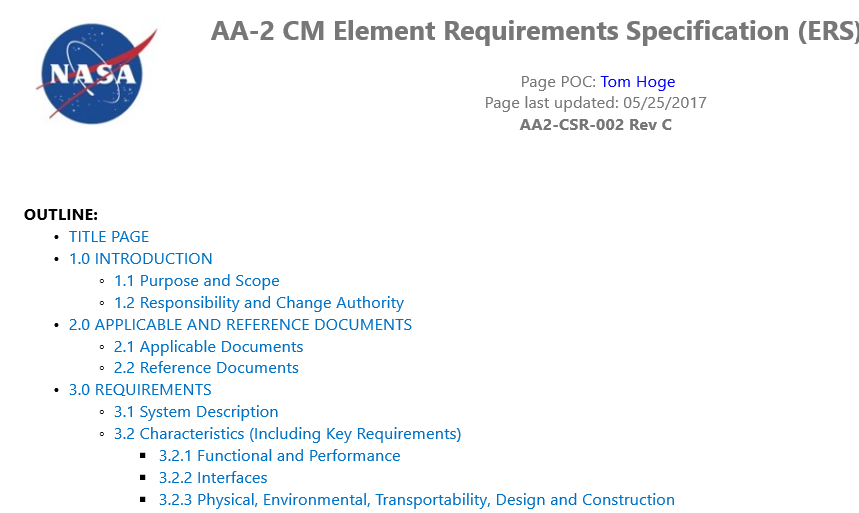 NASA
AA-2 CM Element Requirements Specification (ERS)
Page POC: Tom Hoge
Page last updated: 05/25/2017
AA2-CSR-002 Rev C
OUTLINE:
• TITLE PAGE
• 1.0 INTRODUCTION
◦ 1.1 Purpose and Scope
◦ 1.2 Responsibility and Change Authority
• 2.0 APPLICABLE AND REFERENCE DOCUMENTS
◦ 2.1 Applicable Documents
◦ 2.2 Reference Documents
• 3.0 REQUIREMENTS
◦ 3.1 System Description
◦ 3.2 Characteristics (Including Key Requirements)
▪ 3.2.1 Functional and Performance
▪ 3.2.2 Interfaces
▪ 3.2.3 Physical, Environmental, Transportability, Design and Construction